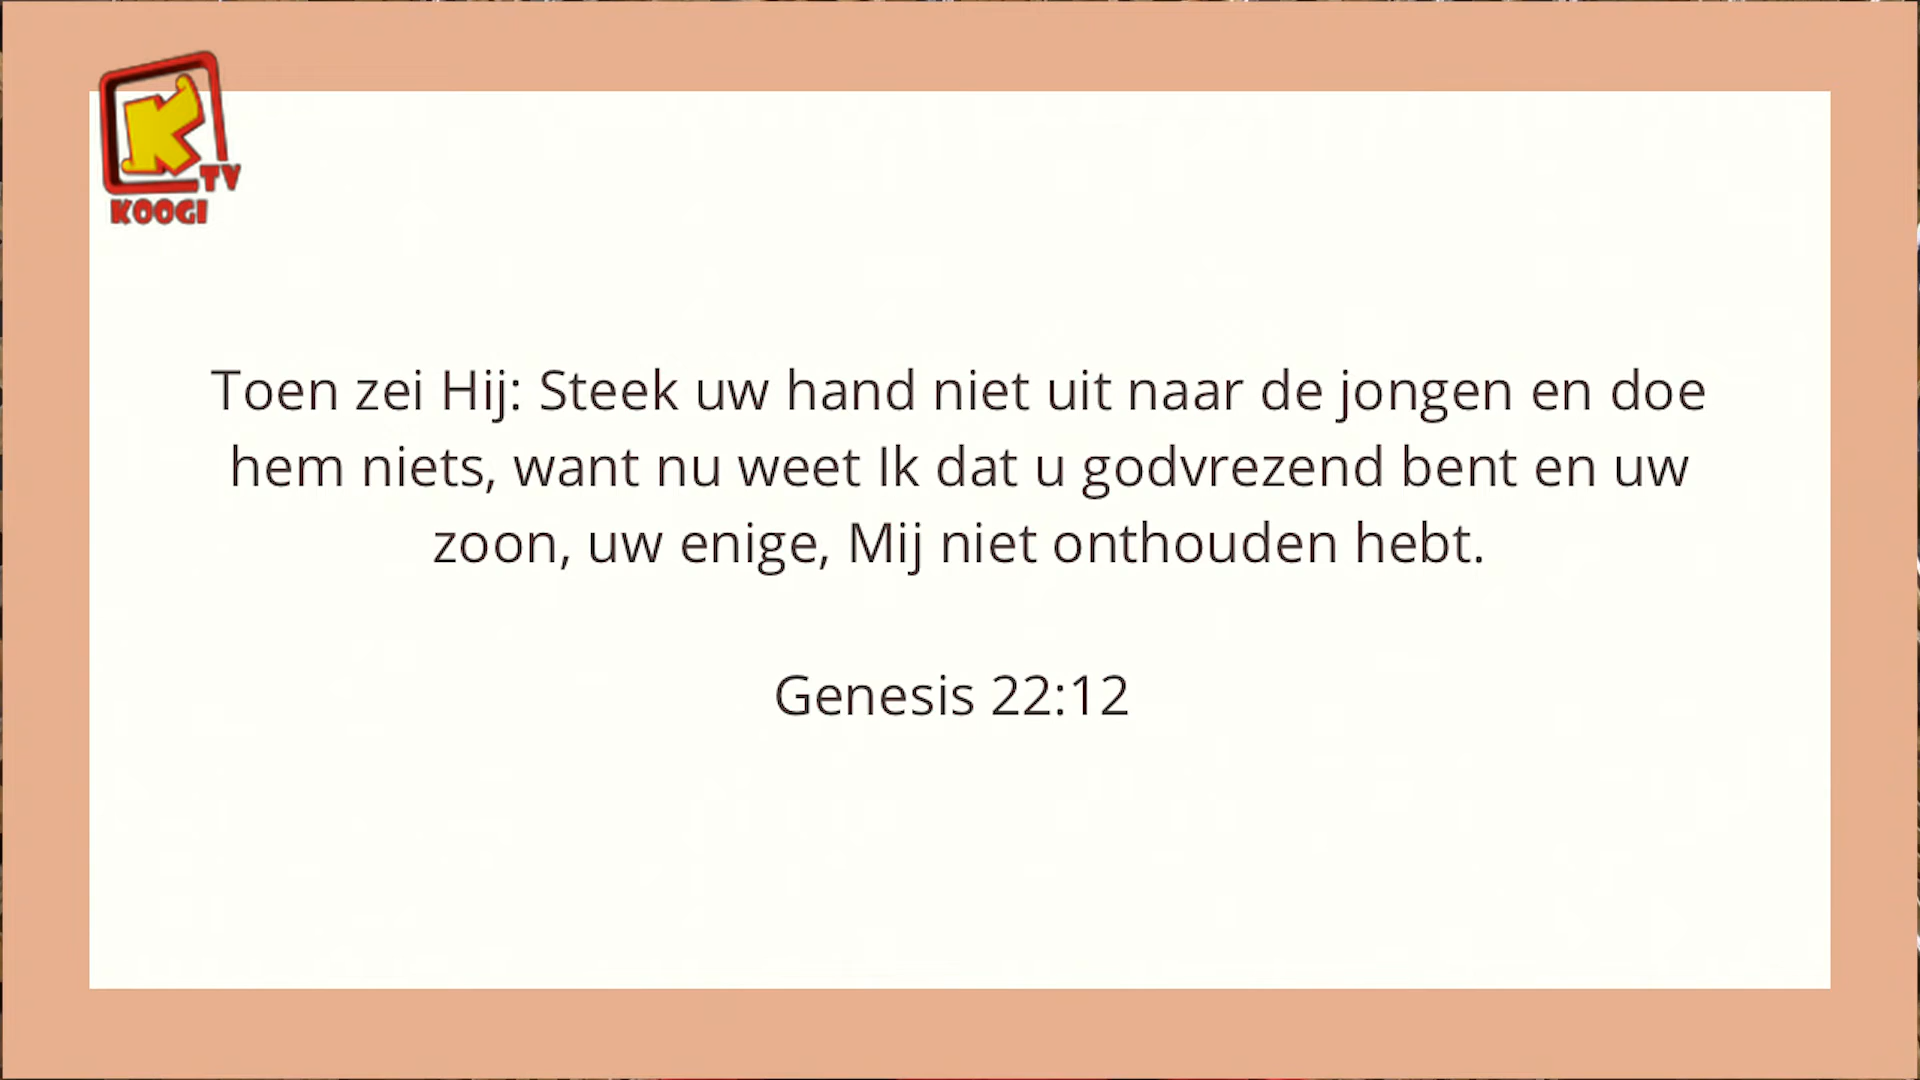 K
TV
KOOGI
Toen zei Hij: Steek uw hand niet uit naar de jongen en doe
hem niets, want nu weet Ik dat u godvrezend bent en uw
zoon, uw enige, Mij niet onthouden hebt.
Genesis 22:12